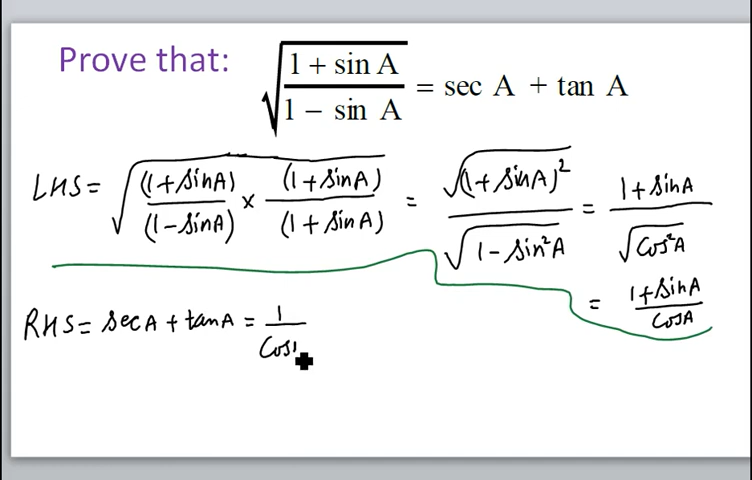 Prove that: √((1 + sin A)/(1 − sin A)) = sec A + tan A
LHS = √((1+sinA)/(1-sinA) × (1+sinA)/(1+sinA)) = √(1+sinA)²/√(1-sin²A) = 1+sinA/√cos²A
= 1+sinA/cosA
RHS = secA + tanA = 1/Cos